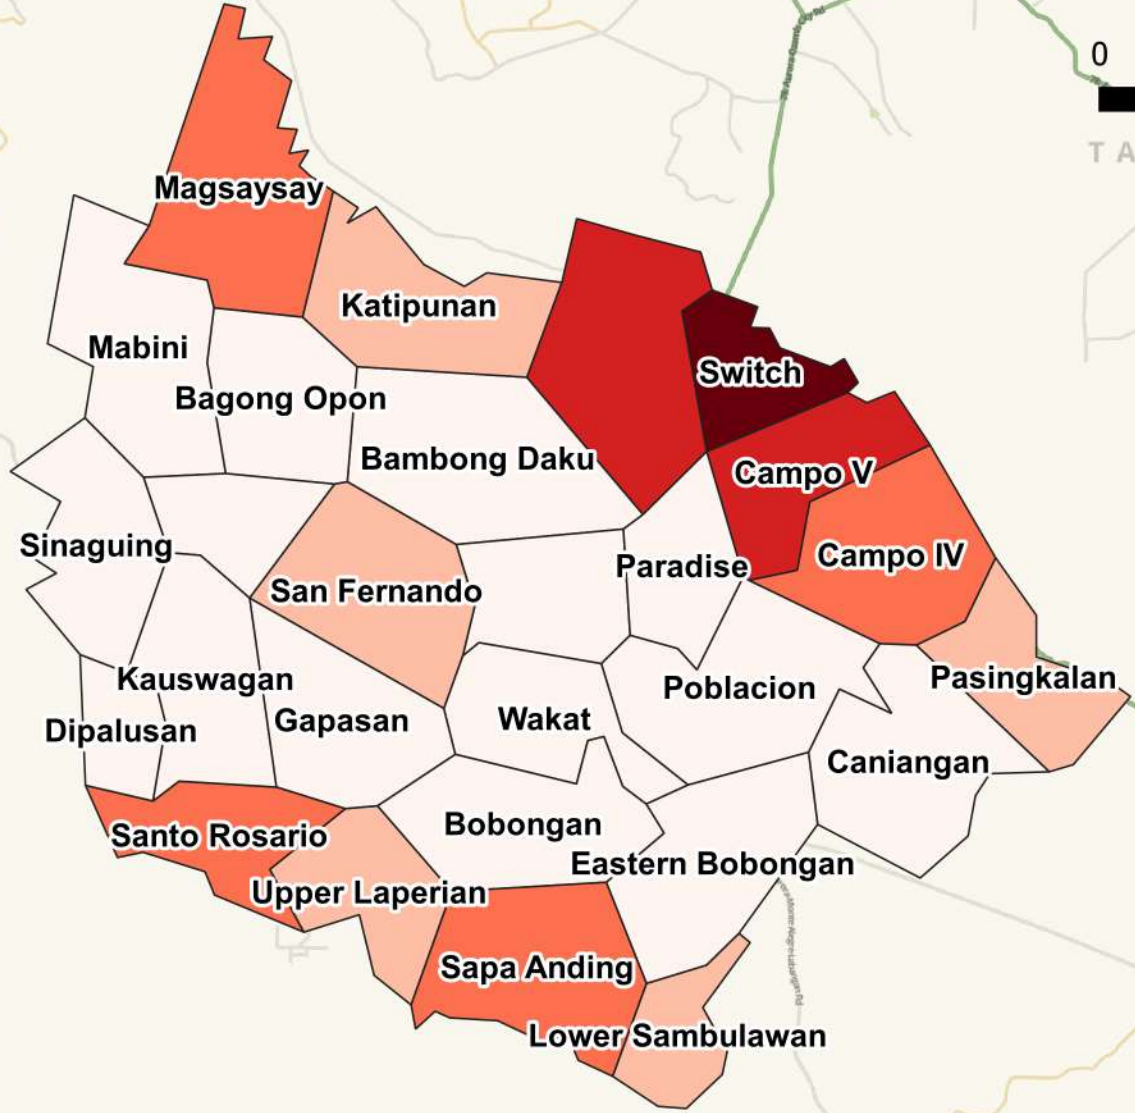 0
TA
Magsaysay
Katipunan
Mabini
Switch
Bagong Opon
Bambong Daku
Campo V
Sinaguing
Paradise
Campo IV
San Fernando
Kauswagan
Poblacion
Pasingkalan
Dipalusan
Gapasan
Wakat
Caniangan
Santo Rosario
Bobongan
Eastern Bobongan
Upper Laperian
Sapa Anding
Lower Sambulawan